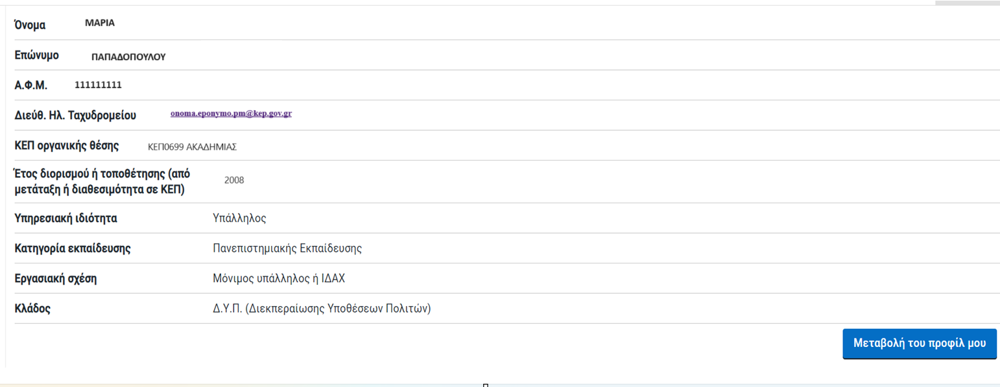 Όνομα ΜΑΡΙΑ
Επώνυμο ΠΑΠΑΔΟΠΟΥΛΟΥ
Α.Φ.Μ. 111111111
Διεύθ. Ηλ. Ταχυδρομείου onoma.eponymo.pm@kep.gov.gr
ΚΕΠ οργανικής θέσης ΚΕΠ0699 ΑΚΑΔΗΜΙΑΣ
Έτος διορισμού ή τοποθέτησης (από
μετάταξη ή διαθεσιμότητα σε ΚΕΠ) 2008
Υπηρεσιακή ιδιότητα Υπάλληλος
Κατηγορία εκπαίδευσης Πανεπιστημιακής Εκπαίδευσης
Εργασιακή σχέση Μόνιμος υπάλληλος ή ΙΔΑΧ
Κλάδος Δ.Υ.Π. (Διεκπεραίωσης Υποθέσεων Πολιτών)
Μεταβολή του προφίλ μου